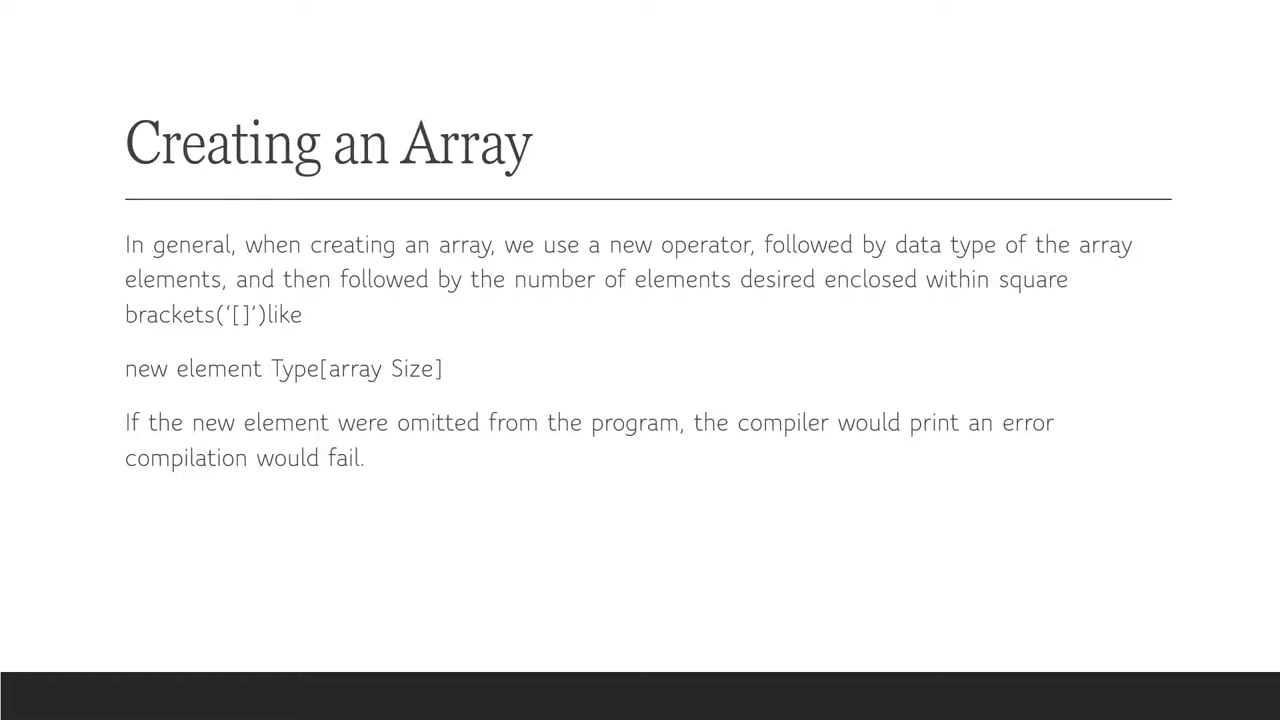 Creating an Array
In general, when creating an array, we use a new operator, followed by data type of the array
elements, and then followed by the number of elements desired enclosed within square
brackets(‘[]’)like
new element Type[array Size]
If the new element were omitted from the program, the compiler would print an error
compilation would fail.